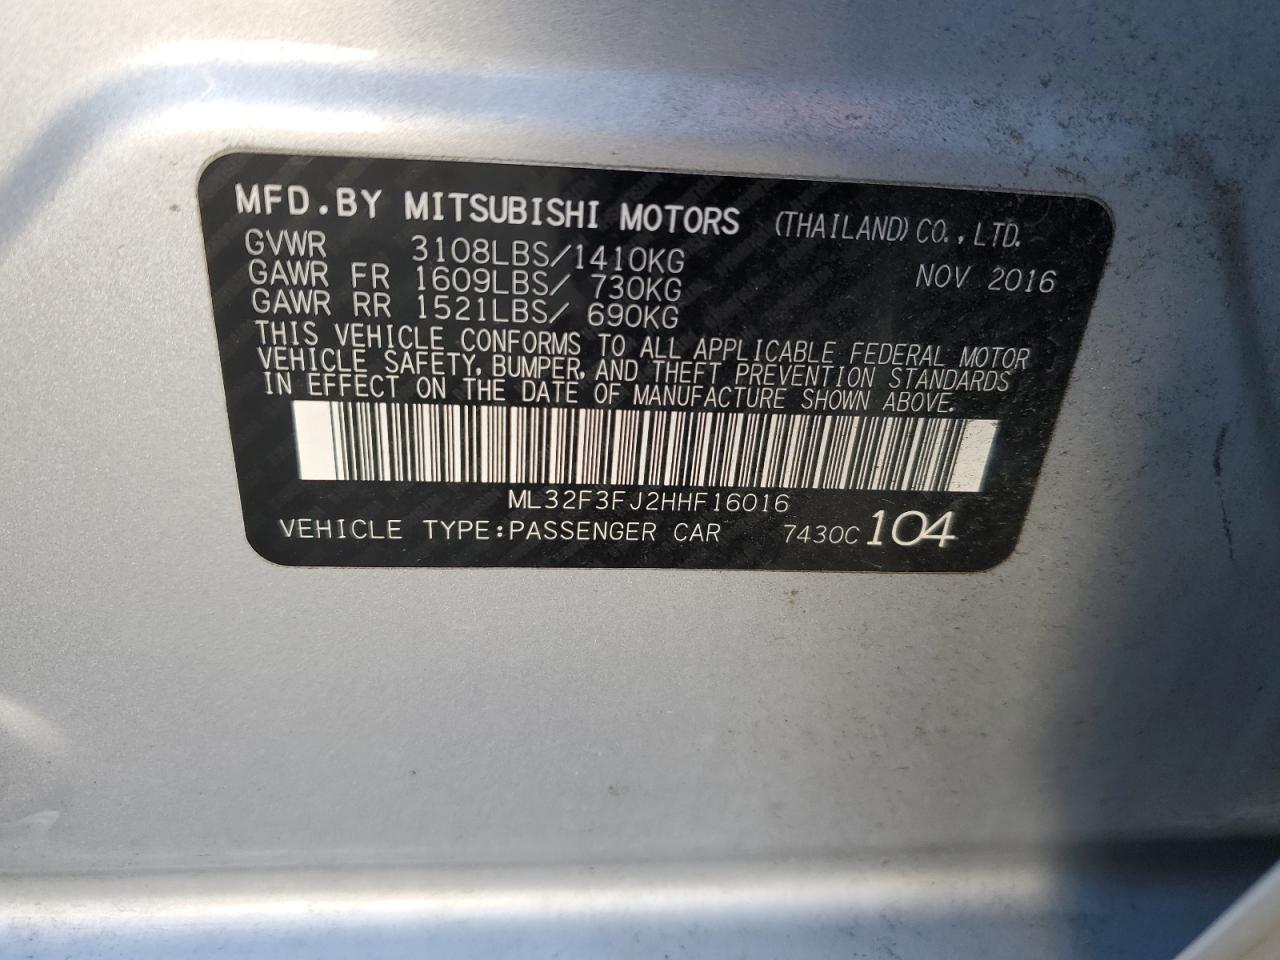 MFD.BY MITSUBISHI MOTORS (THAILAND) CO.,LTD.
GVWR 3108LBS/1410KG NOV 2016
GAWR FR 1609LBS/ 730KG
GAWR RR 1521LBS/ 690KG
THIS VEHICLE CONFORMS TO ALL APPLICABLE FEDERAL MOTOR
VEHICLE SAFETY, BUMPER, AND THEFT PREVENTION STANDARDS
IN EFFECT ON THE DATE OF MANUFACTURE SHOWN ABOVE.
ML32F3FJ2HHF16016
VEHICLE TYPE:PASSENGER CAR 7430C 104